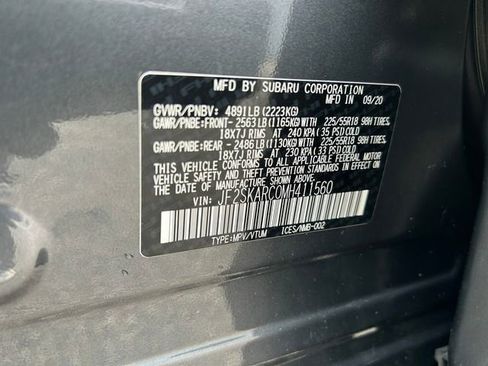 MFD BY SUBARU CORPORATION
IN 09/20
GVWR/PNBV: 4891LB(2223KG)
GAWR/PNBE:FRONT-2563LB(1165KG)WITH 225/55R18 98H TIRES,
18X7J RIMS AT 240 KPA(35 PSI)COLD
GAWR/PNBE:REAR -2486LB(1130KG)WITH 225/55R18 98H TIRES,
18X7J RIMS AT 230 KPA(33 PSI)COLD
THIS VEHICLE CONFORMS TO ALL APPLICABLE FEDERAL MOTOR
VEHICLE SAFETY, BUMPER, AND THEFT PREVENTION
STANDARDS IN EFFECT ON THE DATE OF MANUFACTURE SHOWN ABOVE.
VIN: JF2SKARC0MH411560
TYPE:MPV/VTUM ICES/NMB-002